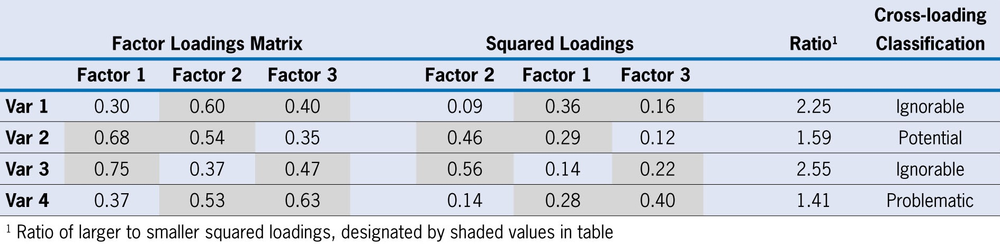 Cross-loading
Factor Loadings Matrix Squared Loadings Ratio¹ Classification
Factor 1 Factor 2 Factor 3 Factor 2 Factor 1 Factor 3
Var 1 0.30 0.60 0.40 0.09 0.36 0.16 2.25 Ignorable
Var 2 0.68 0.54 0.35 0.46 0.29 0.12 1.59 Potential
Var 3 0.75 0.37 0.47 0.56 0.14 0.22 2.55 Ignorable
Var 4 0.37 0.53 0.63 0.14 0.28 0.40 1.41 Problematic
¹ Ratio of larger to smaller squared loadings, designated by shaded values in table